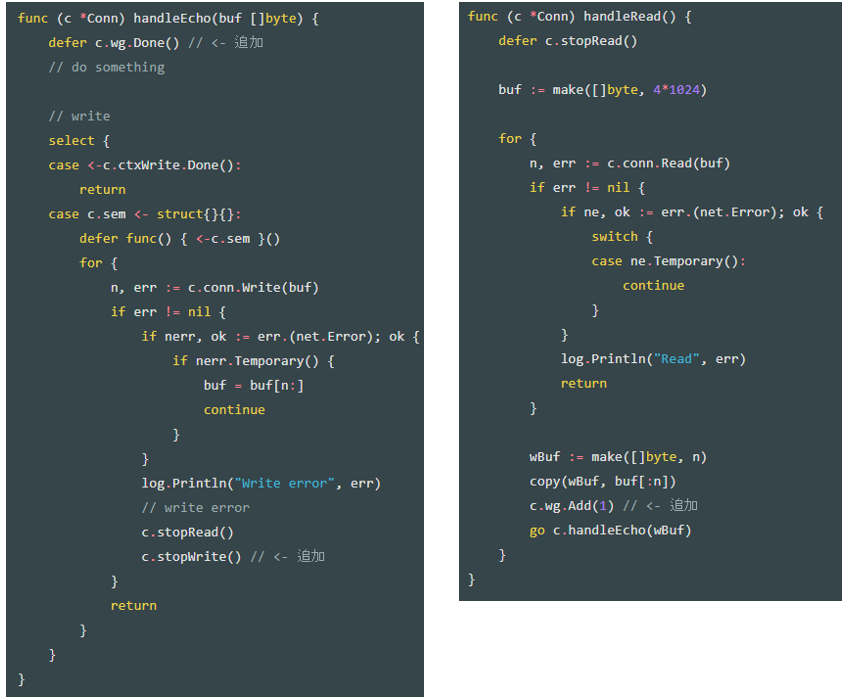 func (c *Conn) handleEcho(buf []byte) {
    defer c.wg.Done() // <- 追加
    // do something

    // write
    select {
    case <-c.ctxWrite.Done():
        return
    case c.sem <- struct{}{}:
        defer func() { <-c.sem }()
        for {
            n, err := c.conn.Write(buf)
            if err != nil {
                if nerr, ok := err.(net.Error); ok {
                    if nerr.Temporary() {
                        buf = buf[n:]
                        continue
                    }
                }
                log.Println("Write error", err)
                // write error
                c.stopRead()
                c.stopWrite() // <- 追加
            }
            return
        }
    }
}
func (c *Conn) handleRead() {
    defer c.stopRead()

    buf := make([]byte, 4*1024)

    for {
        n, err := c.conn.Read(buf)
        if err != nil {
            if ne, ok := err.(net.Error); ok {
                switch {
                case ne.Temporary():
                    continue
                }
            }
            log.Println("Read", err)
            return
        }

        wBuf := make([]byte, n)
        copy(wBuf, buf[:n])
        c.wg.Add(1) // <- 追加
        go c.handleEcho(wBuf)
    }
}